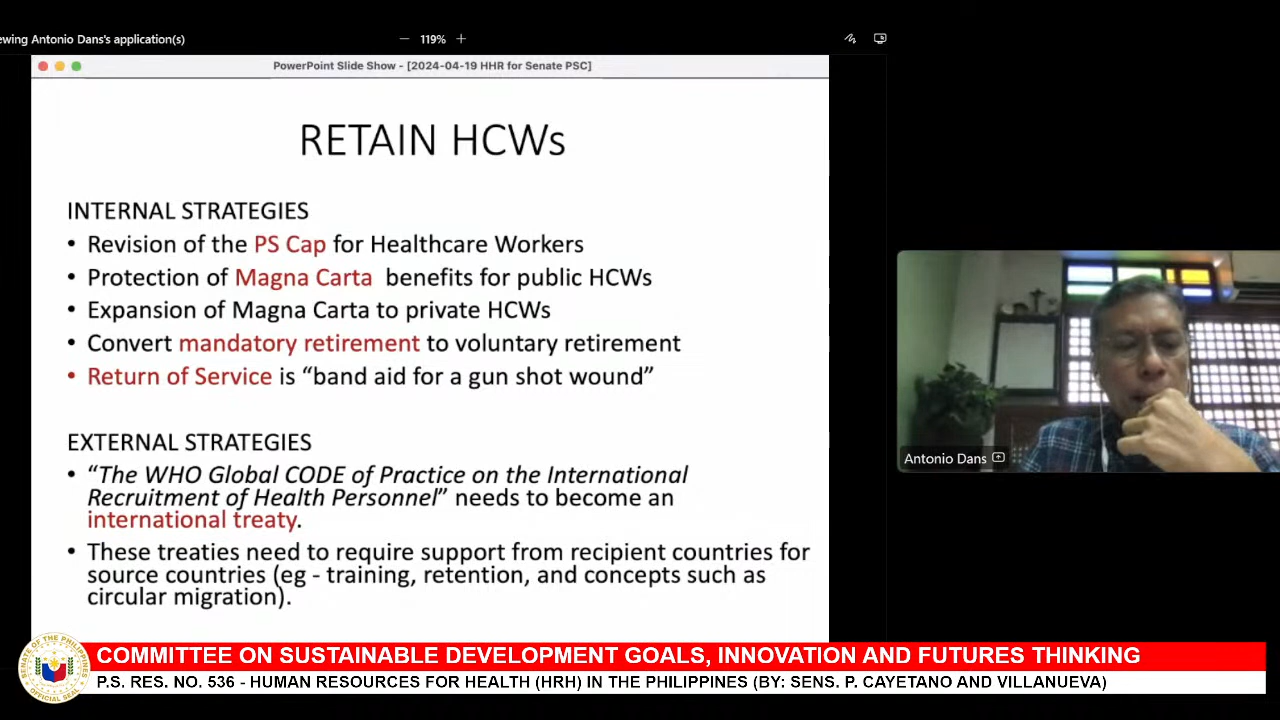 ewing Antonio Dans's application(s)
— 119% +
PowerPoint Slide Show - [2024-04-19 HHR for Senate PSC]
RETAIN HCWs
INTERNAL STRATEGIES
• Revision of the PS Cap for Healthcare Workers
• Protection of Magna Carta benefits for public HCWs
• Expansion of Magna Carta to private HCWs
• Convert mandatory retirement to voluntary retirement
• Return of Service is “band aid for a gun shot wound”
EXTERNAL STRATEGIES
• “The WHO Global CODE of Practice on the International
Recruitment of Health Personnel” needs to become an
international treaty.
• These treaties need to require support from recipient countries for
source countries (eg - training, retention, and concepts such as
circular migration).
Antonio Dans
SENATE OF THE PHILIPPINES
OFFICIAL SEAL
COMMITTEE ON SUSTAINABLE DEVELOPMENT GOALS, INNOVATION AND FUTURES THINKING
P.S. RES. NO. 536 - HUMAN RESOURCES FOR HEALTH (HRH) IN THE PHILIPPINES (BY: SENS. P. CAYETANO AND VILLANUEVA)